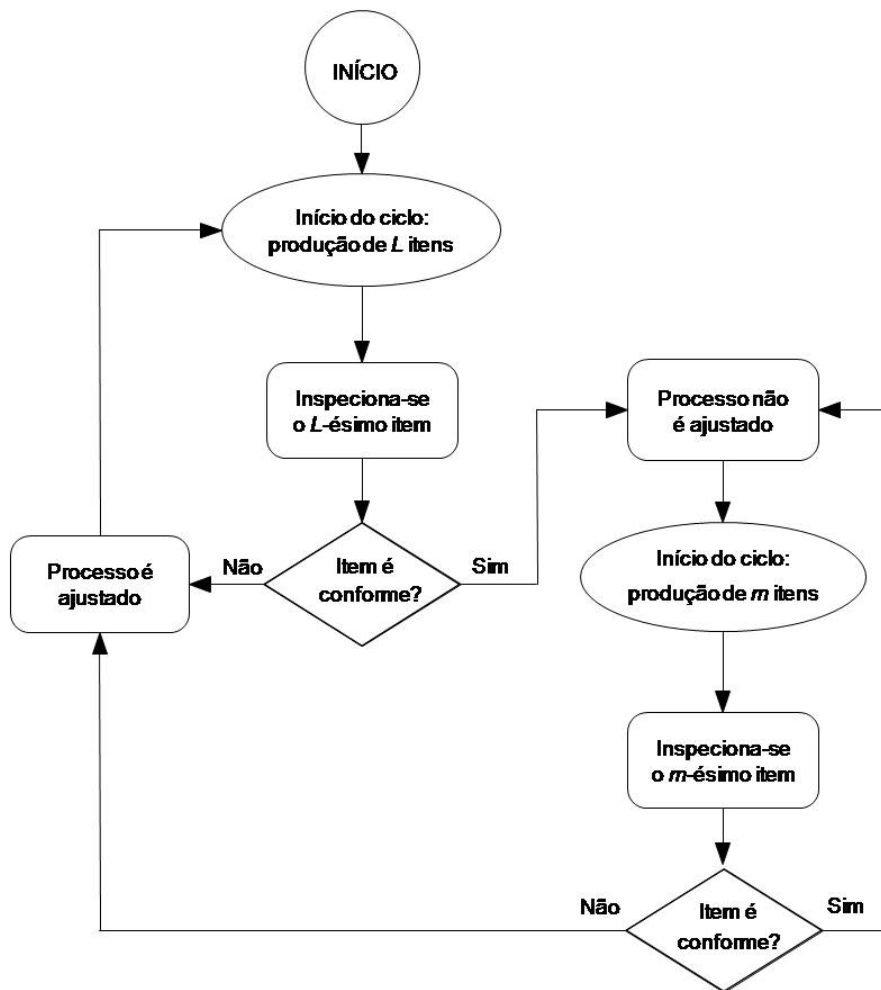 INÍCIO
Início do ciclo:
produção de L itens
Inspeciona-se
o L-ésimo item
Processo não
é ajustado
Processo é
ajustado
Não
Item é
conforme?
Sim
Início do ciclo:
produção de m itens
Inspeciona-se
o m-ésimo item
Não
Item é
conforme?
Sim